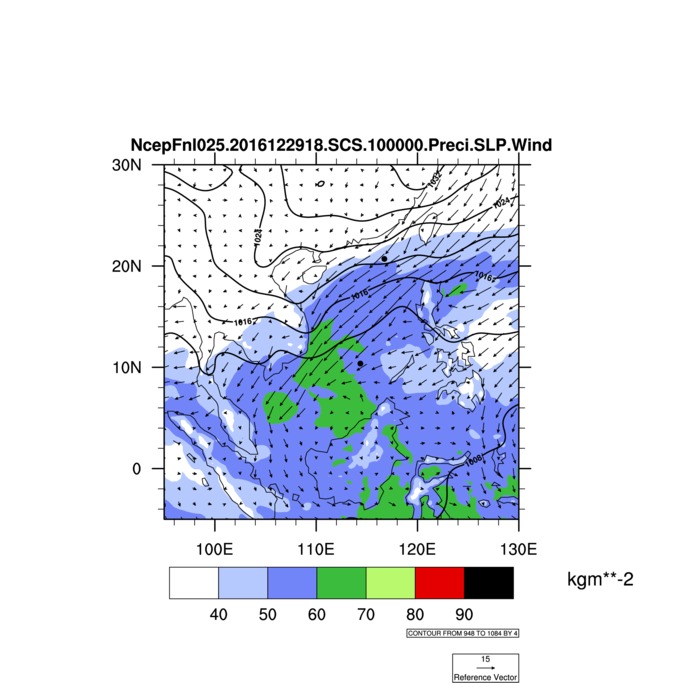 NcepFnl025.2016122918.SCS.100000.Preci.SLP.Wind
30N
1032
1024
1024
20N
1016
1016
1016
10N
1008
0
100E 110E 120E 130E
kgm**-2
40 50 60 70 80 90
CONTOUR FROM 948 TO 1084 BY 4
15
Reference Vector